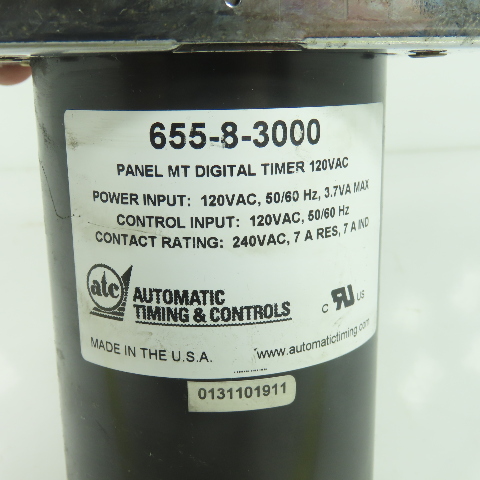 655-8-3000
PANEL MT DIGITAL TIMER 120VAC
POWER INPUT: 120VAC, 50/60 Hz, 3.7VA MAX
CONTROL INPUT: 120VAC, 50/60 Hz
CONTACT RATING: 240VAC, 7 A RES, 7 A IND
atc
AUTOMATIC
TIMING & CONTROLS
C RU US
MADE IN THE U.S.A.
www.automatictiming.com
0131101911